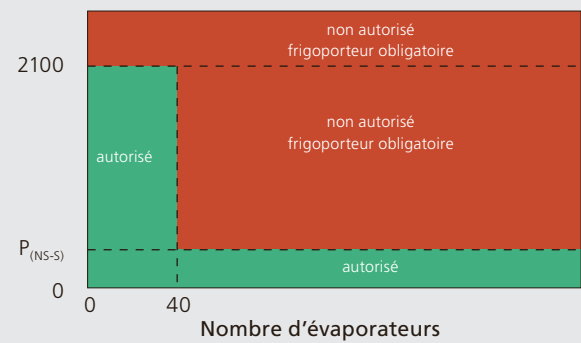 non autorisé
frigoporteur obligatoire
2100
non autorisé
frigoporteur obligatoire
autorisé
P(NS-S)
autorisé
0
0 40
Nombre d'évaporateurs